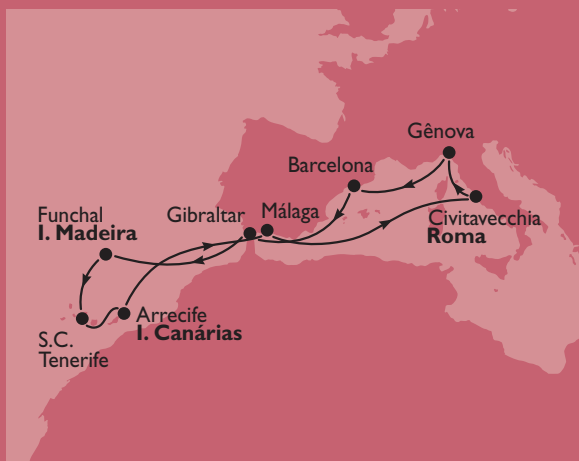 Gênova
Barcelona
Funchal
I. Madeira
Gibraltar
Málaga
Civitavecchia
Roma
Arrecife
I. Canárias
S.C.
Tenerife